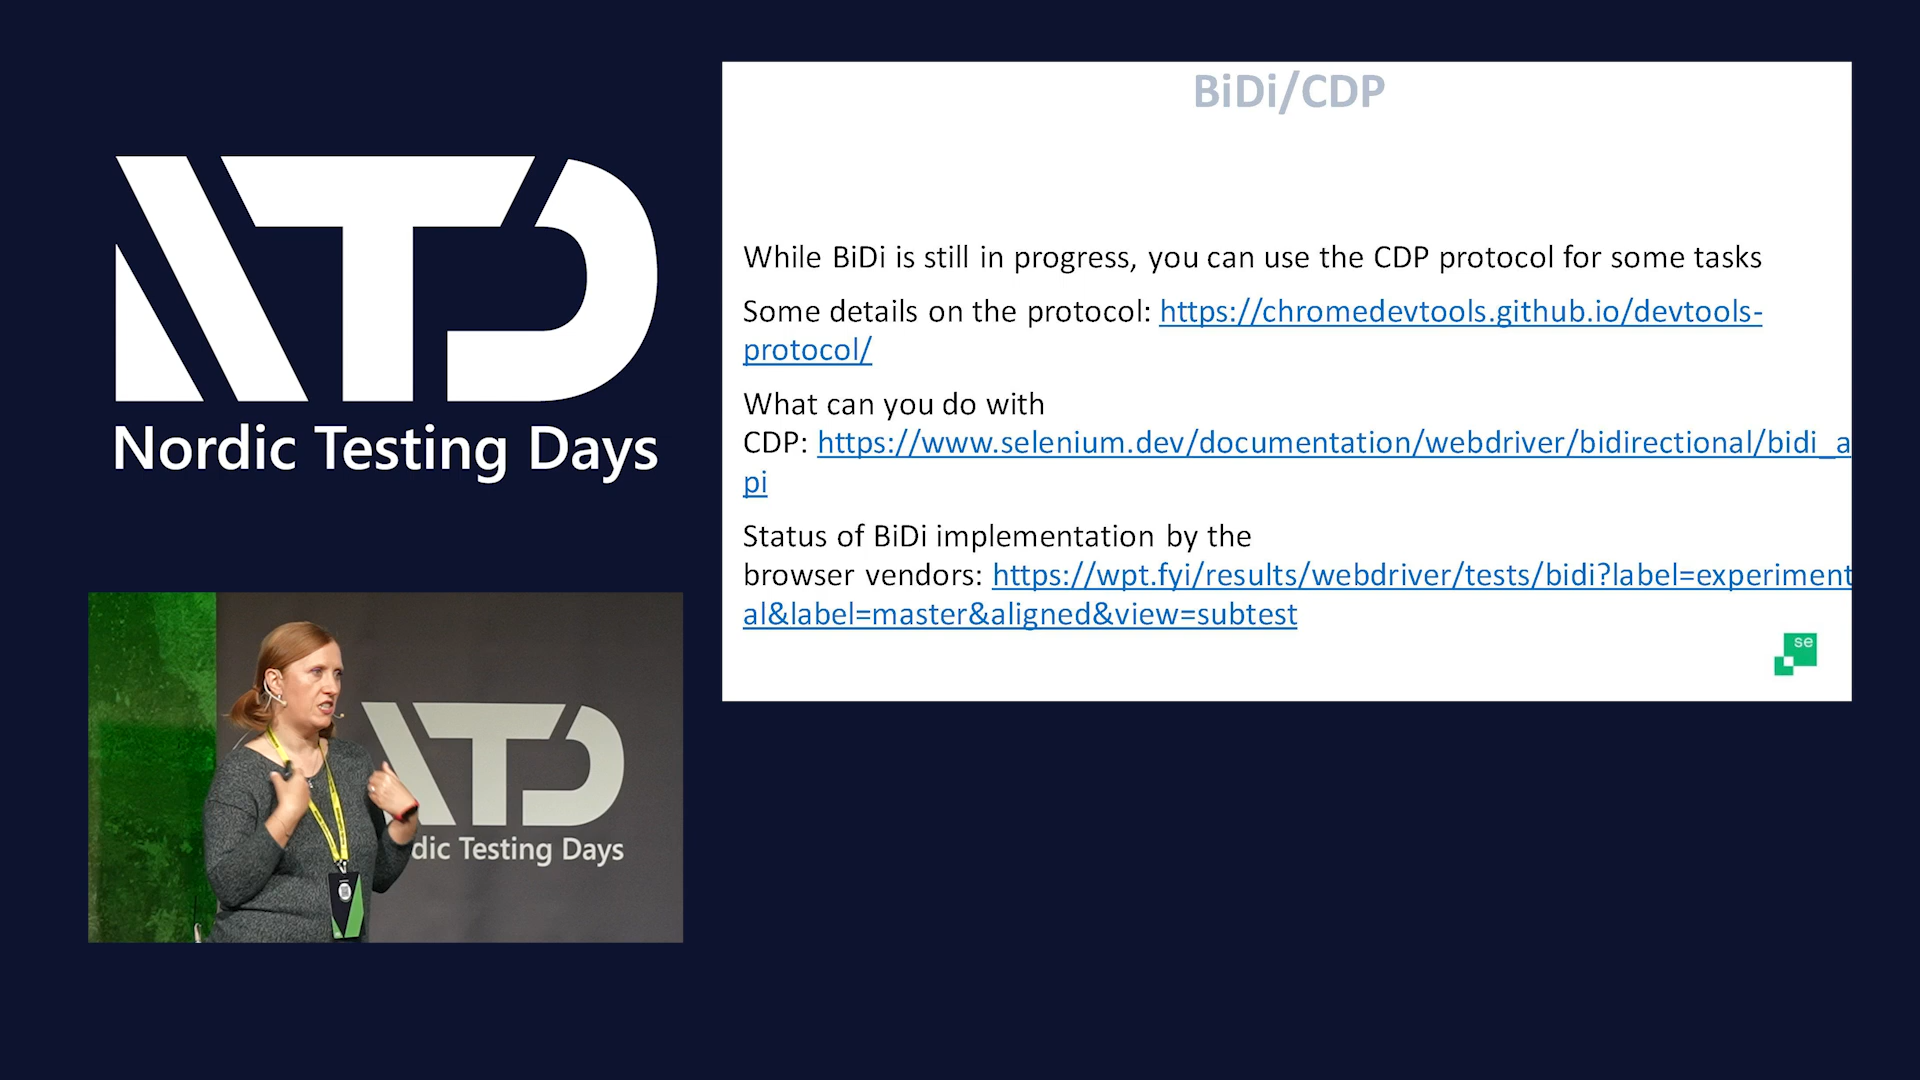 NTD
Nordic Testing Days
BiDi/CDP
While BiDi is still in progress, you can use the CDP protocol for some tasks
Some details on the protocol: https://chromedevtools.github.io/devtools-
protocol/
What can you do with
CDP: https://www.selenium.dev/documentation/webdriver/bidirectional/bidi_a
pi
Status of BiDi implementation by the
browser vendors: https://wpt.fyi/results/webdriver/tests/bidi?label=experiment
al&label=master&aligned&view=subtest
se
NTD
dic Testing Days